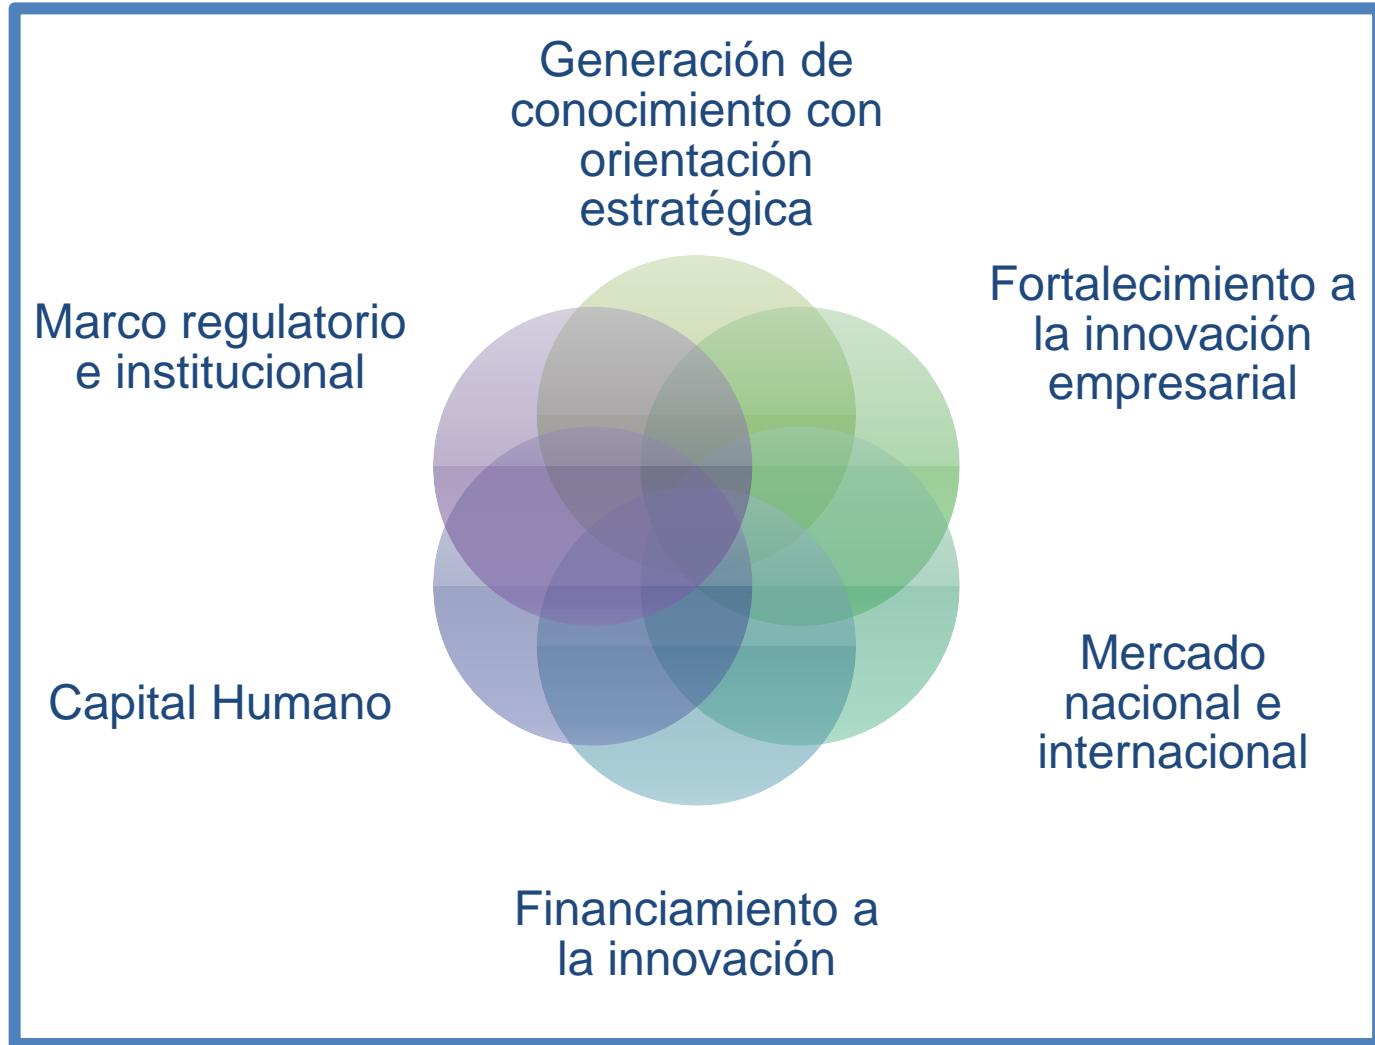 Generación de
conocimiento con
orientación
estratégica
Fortalecimiento a
la innovación
empresarial
Mercado
nacional e
internacional
Financiamiento a
la innovación
Capital Humano
Marco regulatorio
e institucional